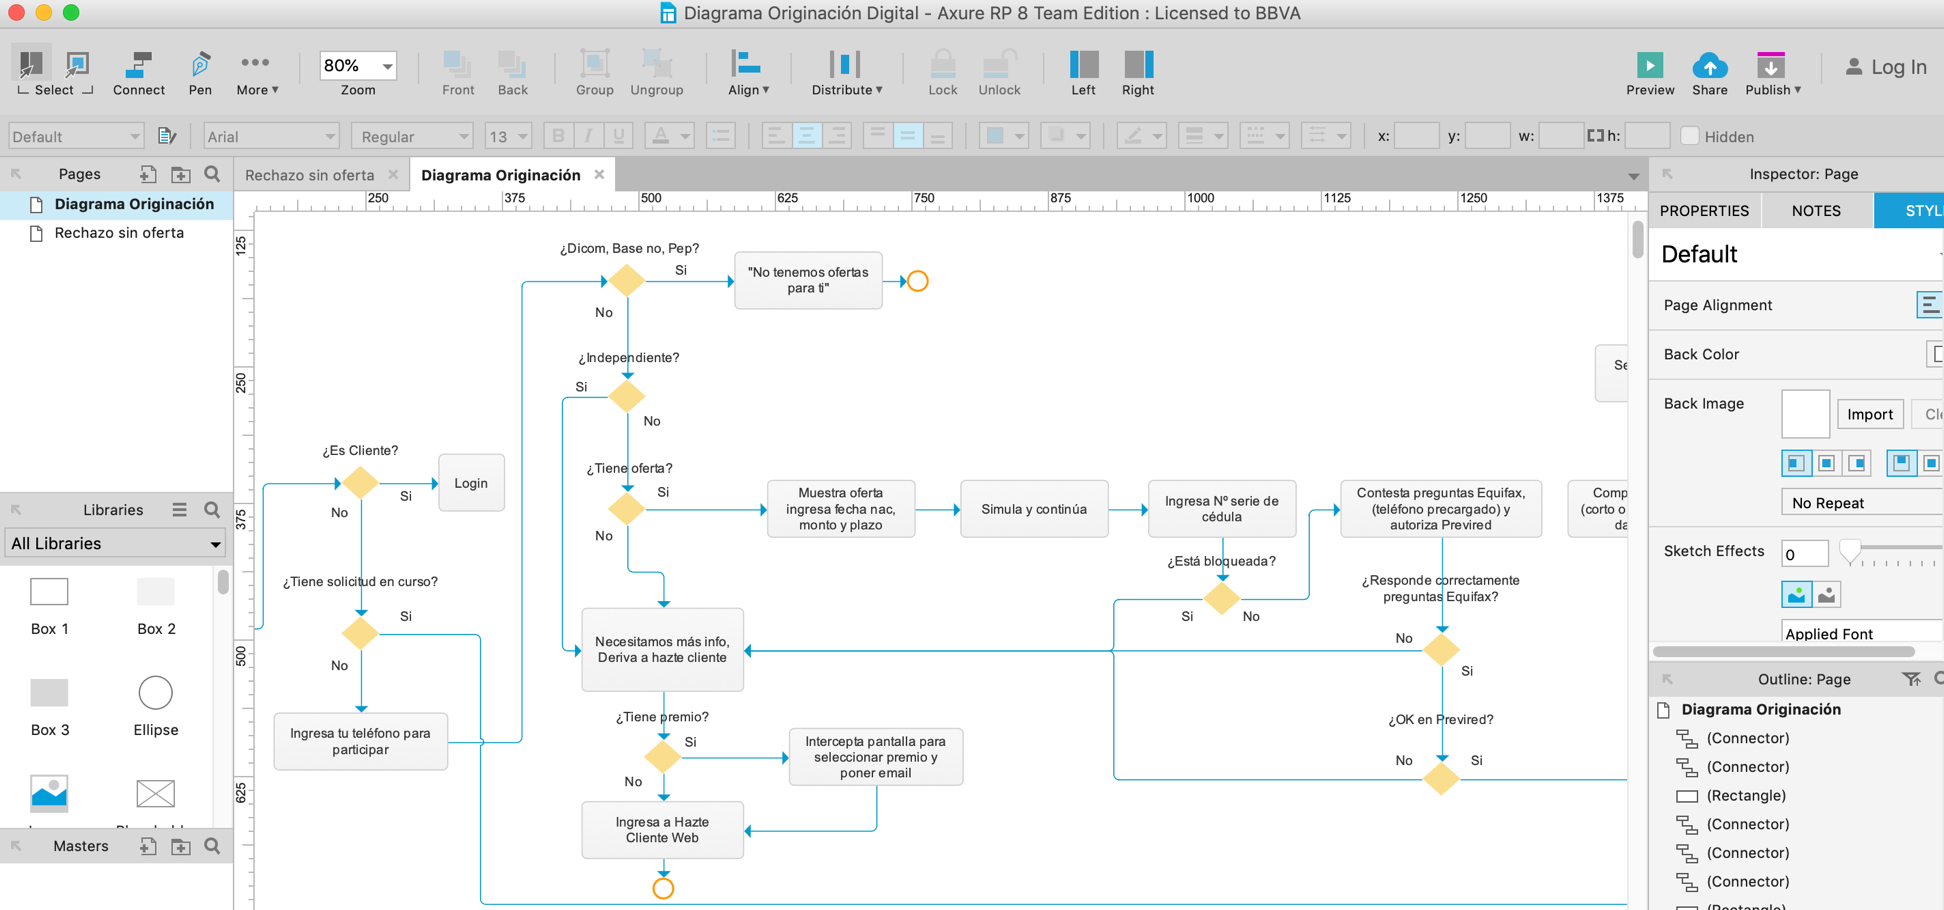 Diagrama Originación Digital - Axure RP 8 Team Edition : Licensed to BBVA
Select
Connect
Pen
More
80%
Zoom
Front
Back
Group
Ungroup
Align
Distribute
Lock
Unlock
Left
Right
Preview
Share
Publish
Log In
Default
Arial
Regular
13
B
I
U
A
x:
y:
w:
h:
Hidden
Pages
Diagrama Originación
Rechazo sin oferta
Rechazo sin oferta
Diagrama Originación
250
375
500
625
750
875
1000
1125
1250
1375
125
250
375
500
625
¿Dicom, Base no, Pep?
Si
"No tenemos ofertas
para ti"
No
¿Independiente?
Si
No
¿Es Cliente?
Si
Login
No
¿Tiene oferta?
Si
No
Muestra oferta
ingresa fecha nac,
monto y plazo
Simula y continúa
Ingresa Nº serie de
cédula
Contesta preguntas Equifax,
(teléfono precargado) y
autoriza Previred
Se
Comp
(corto o
da
¿Está bloqueada?
Si
No
¿Responde correctamente
preguntas Equifax?
No
Si
¿Tiene solicitud en curso?
Si
No
Necesitamos más info,
Deriva a hazte cliente
¿Tiene premio?
Si
No
Ingresa tu teléfono para
participar
Intercepta pantalla para
seleccionar premio y
poner email
Ingresa a Hazte
Cliente Web
¿OK en Previred?
No
Si
Libraries
All Libraries
Box 1
Box 2
Box 3
Ellipse
Masters
Inspector: Page
PROPERTIES
NOTES
STYL
Default
Page Alignment
Back Color
Back Image
Import
Cle
No Repeat
Sketch Effects
0
Applied Font
Outline: Page
Diagrama Originación
(Connector)
(Connector)
(Rectangle)
(Connector)
(Connector)
(Connector)
(Rectangle)